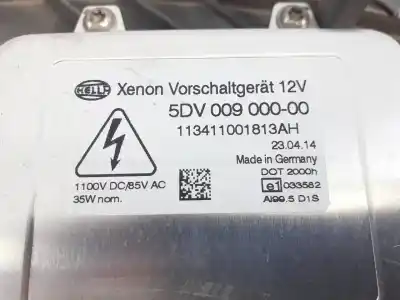 HELLA Xenon Vorschaltgerät 12V
5DV 009 000-00
113411001813AH
23.04.14
Made in Germany
DOT 2000h
1100V DC/85V AC
e1 033582
35W nom.
Al99.5 D1S